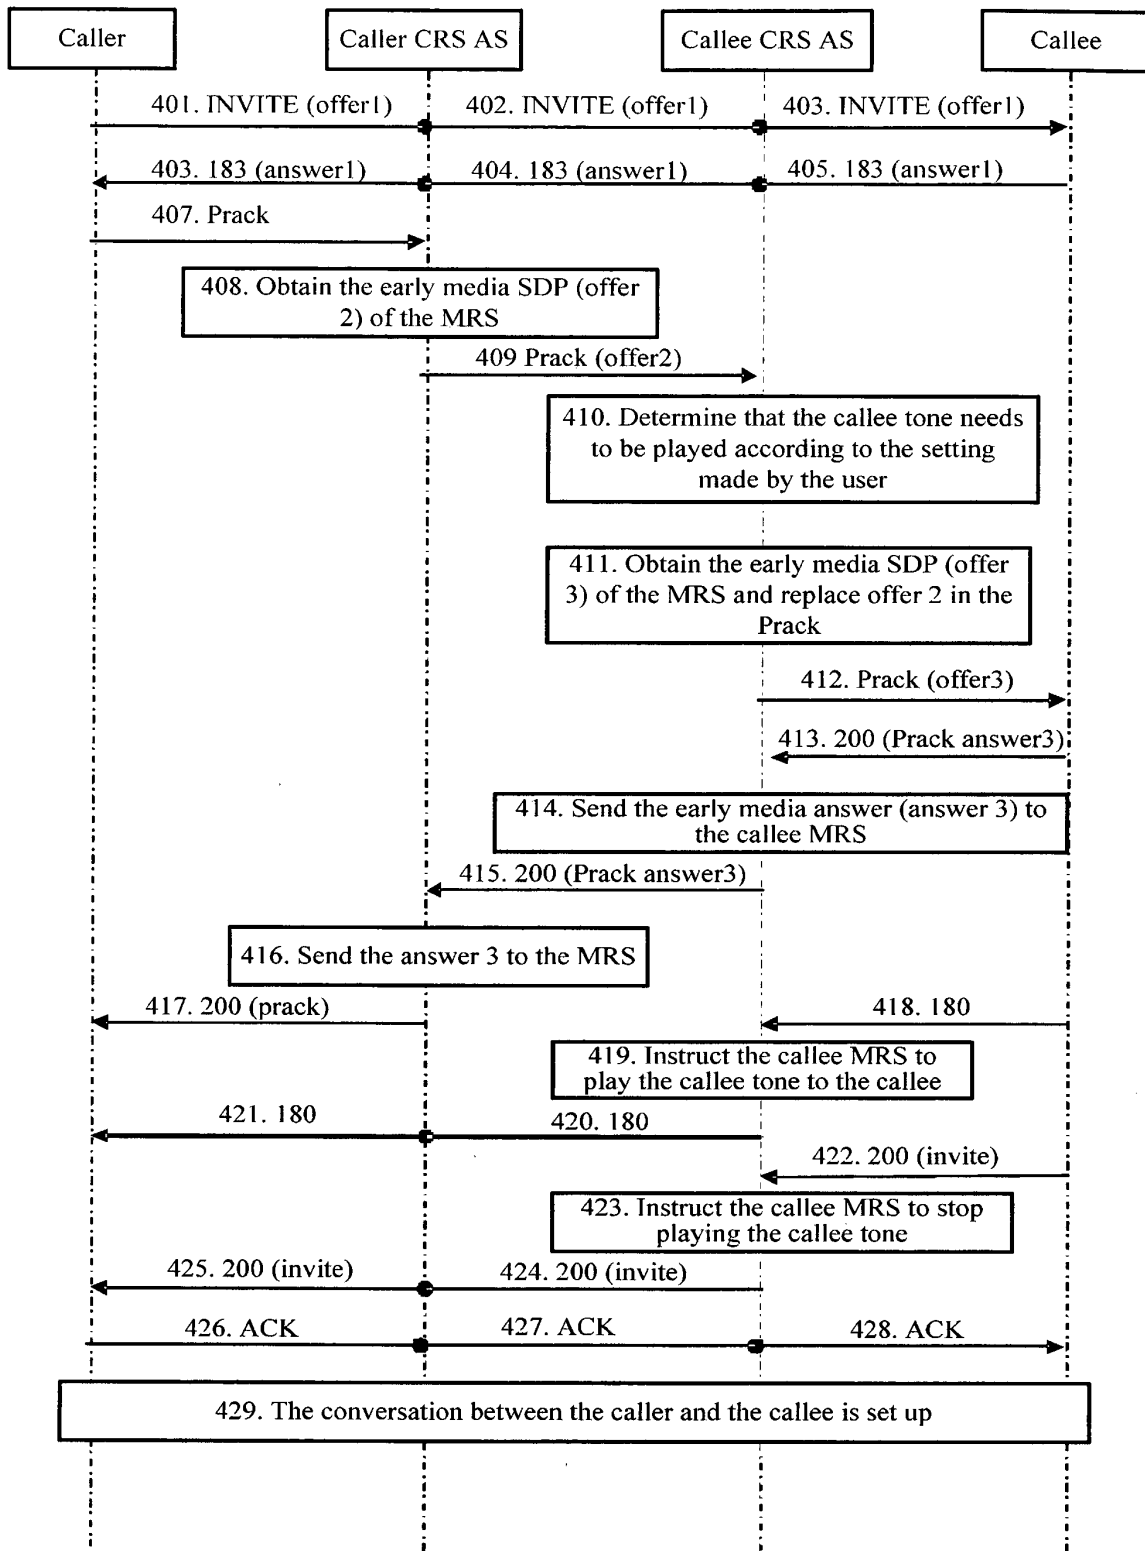 Caller
Caller CRS AS
Callee CRS AS
Callee
401. INVITE (offer1)
402. INVITE (offer1)
403. INVITE (offer1)
403. 183 (answer1)
404. 183 (answer1)
405. 183 (answer1)
407. Prack
408. Obtain the early media SDP (offer
2) of the MRS
409 Prack (offer2)
410. Determine that the callee tone needs
to be played according to the setting
made by the user
411. Obtain the early media SDP (offer
3) of the MRS and replace offer 2 in the
Prack
412. Prack (offer3)
413. 200 (Prack answer3)
414. Send the early media answer (answer 3) to
the callee MRS
415. 200 (Prack answer3)
416. Send the answer 3 to the MRS
417. 200 (prack)
418. 180
419. Instruct the callee MRS to
play the callee tone to the callee
421. 180
420. 180
422. 200 (invite)
423. Instruct the callee MRS to stop
playing the callee tone
425. 200 (invite)
424. 200 (invite)
426. ACK
427. ACK
428. ACK
429. The conversation between the caller and the callee is set up